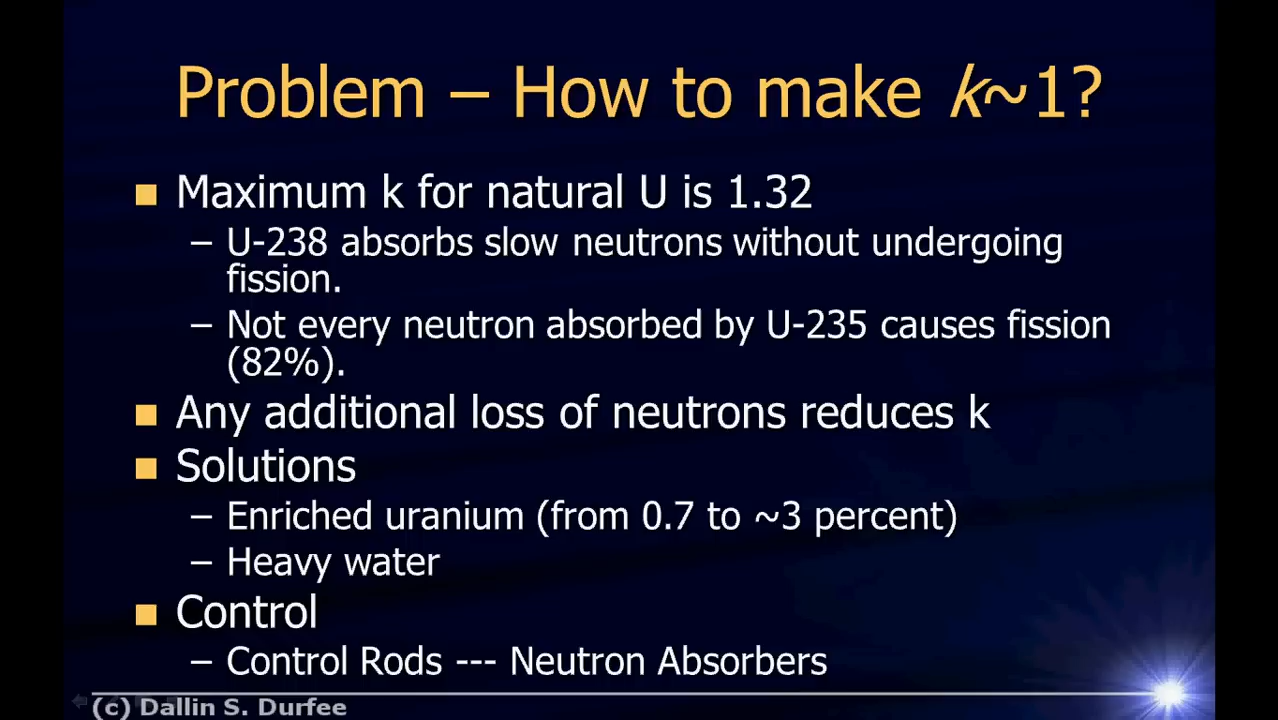 Problem – How to make k~1?
Maximum k for natural U is 1.32
– U-238 absorbs slow neutrons without undergoing
fission.
– Not every neutron absorbed by U-235 causes fission
(82%).
Any additional loss of neutrons reduces k
Solutions
– Enriched uranium (from 0.7 to ~3 percent)
– Heavy water
Control
– Control Rods --- Neutron Absorbers
(c) Dallin S. Durfee